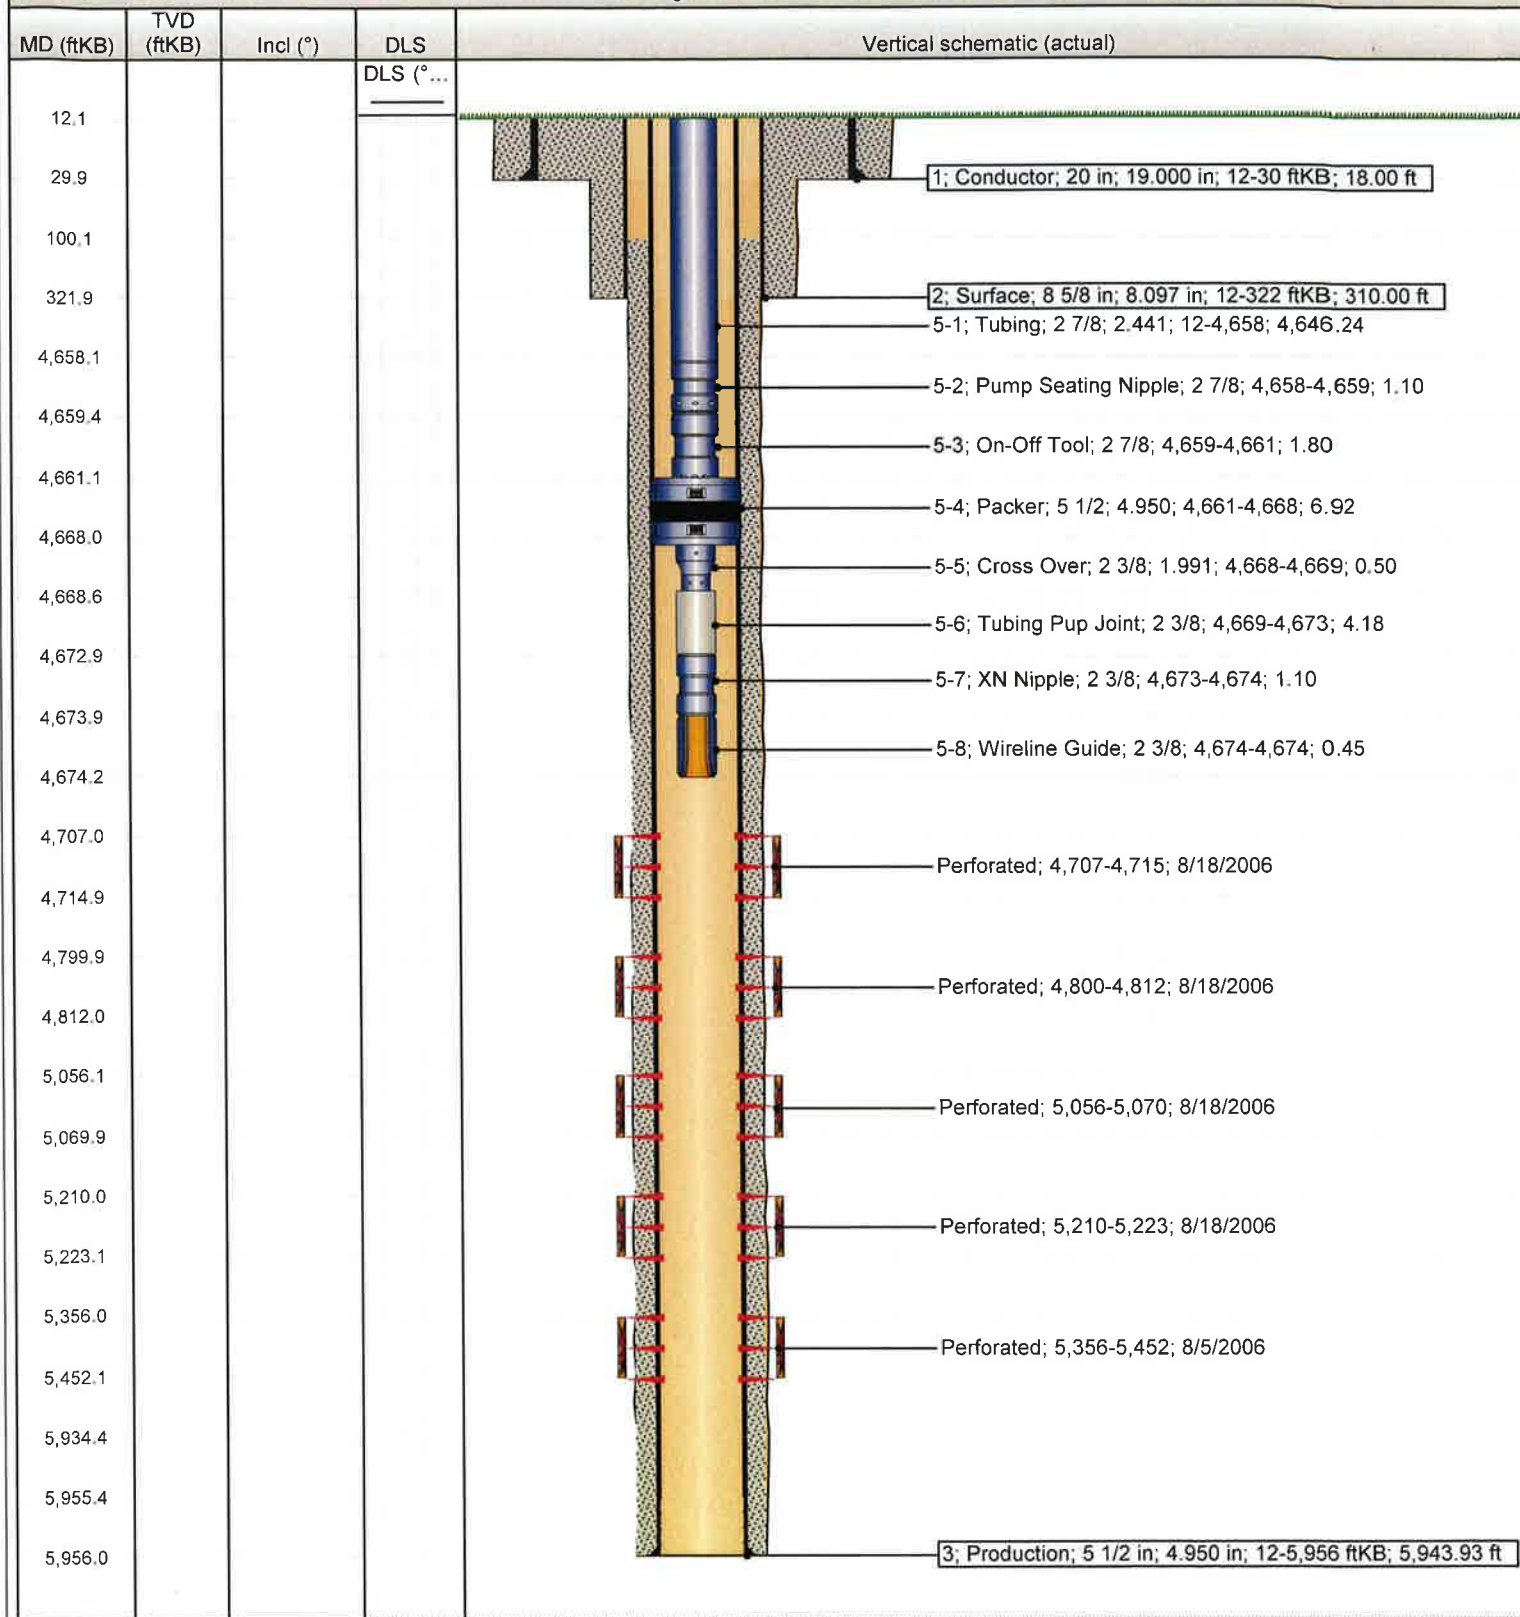 MD (ftKB) TVD (ftKB) Incl (°) DLS Vertical schematic (actual)
DLS (°...
12.1
29.9
1; Conductor; 20 in; 19.000 in; 12-30 ftKB; 18.00 ft
100.1
321.9
2; Surface; 8 5/8 in; 8.097 in; 12-322 ftKB; 310.00 ft
5-1; Tubing; 2 7/8; 2.441; 12-4,658; 4,646.24
4,658.1
5-2; Pump Seating Nipple; 2 7/8; 4,658-4,659; 1.10
4,659.4
5-3; On-Off Tool; 2 7/8; 4,659-4,661; 1.80
4,661.1
5-4; Packer; 5 1/2; 4.950; 4,661-4,668; 6.92
4,668.0
5-5; Cross Over; 2 3/8; 1.991; 4,668-4,669; 0.50
4,668.6
5-6; Tubing Pup Joint; 2 3/8; 4,669-4,673; 4.18
4,672.9
5-7; XN Nipple; 2 3/8; 4,673-4,674; 1.10
4,673.9
5-8; Wireline Guide; 2 3/8; 4,674-4,674; 0.45
4,674.2
4,707.0
Perforated; 4,707-4,715; 8/18/2006
4,714.9
4,799.9
Perforated; 4,800-4,812; 8/18/2006
4,812.0
5,056.1
Perforated; 5,056-5,070; 8/18/2006
5,069.9
5,210.0
Perforated; 5,210-5,223; 8/18/2006
5,223.1
5,356.0
Perforated; 5,356-5,452; 8/5/2006
5,452.1
5,934.4
5,955.4
5,956.0
3; Production; 5 1/2 in; 4.950 in; 12-5,956 ftKB; 5,943.93 ft